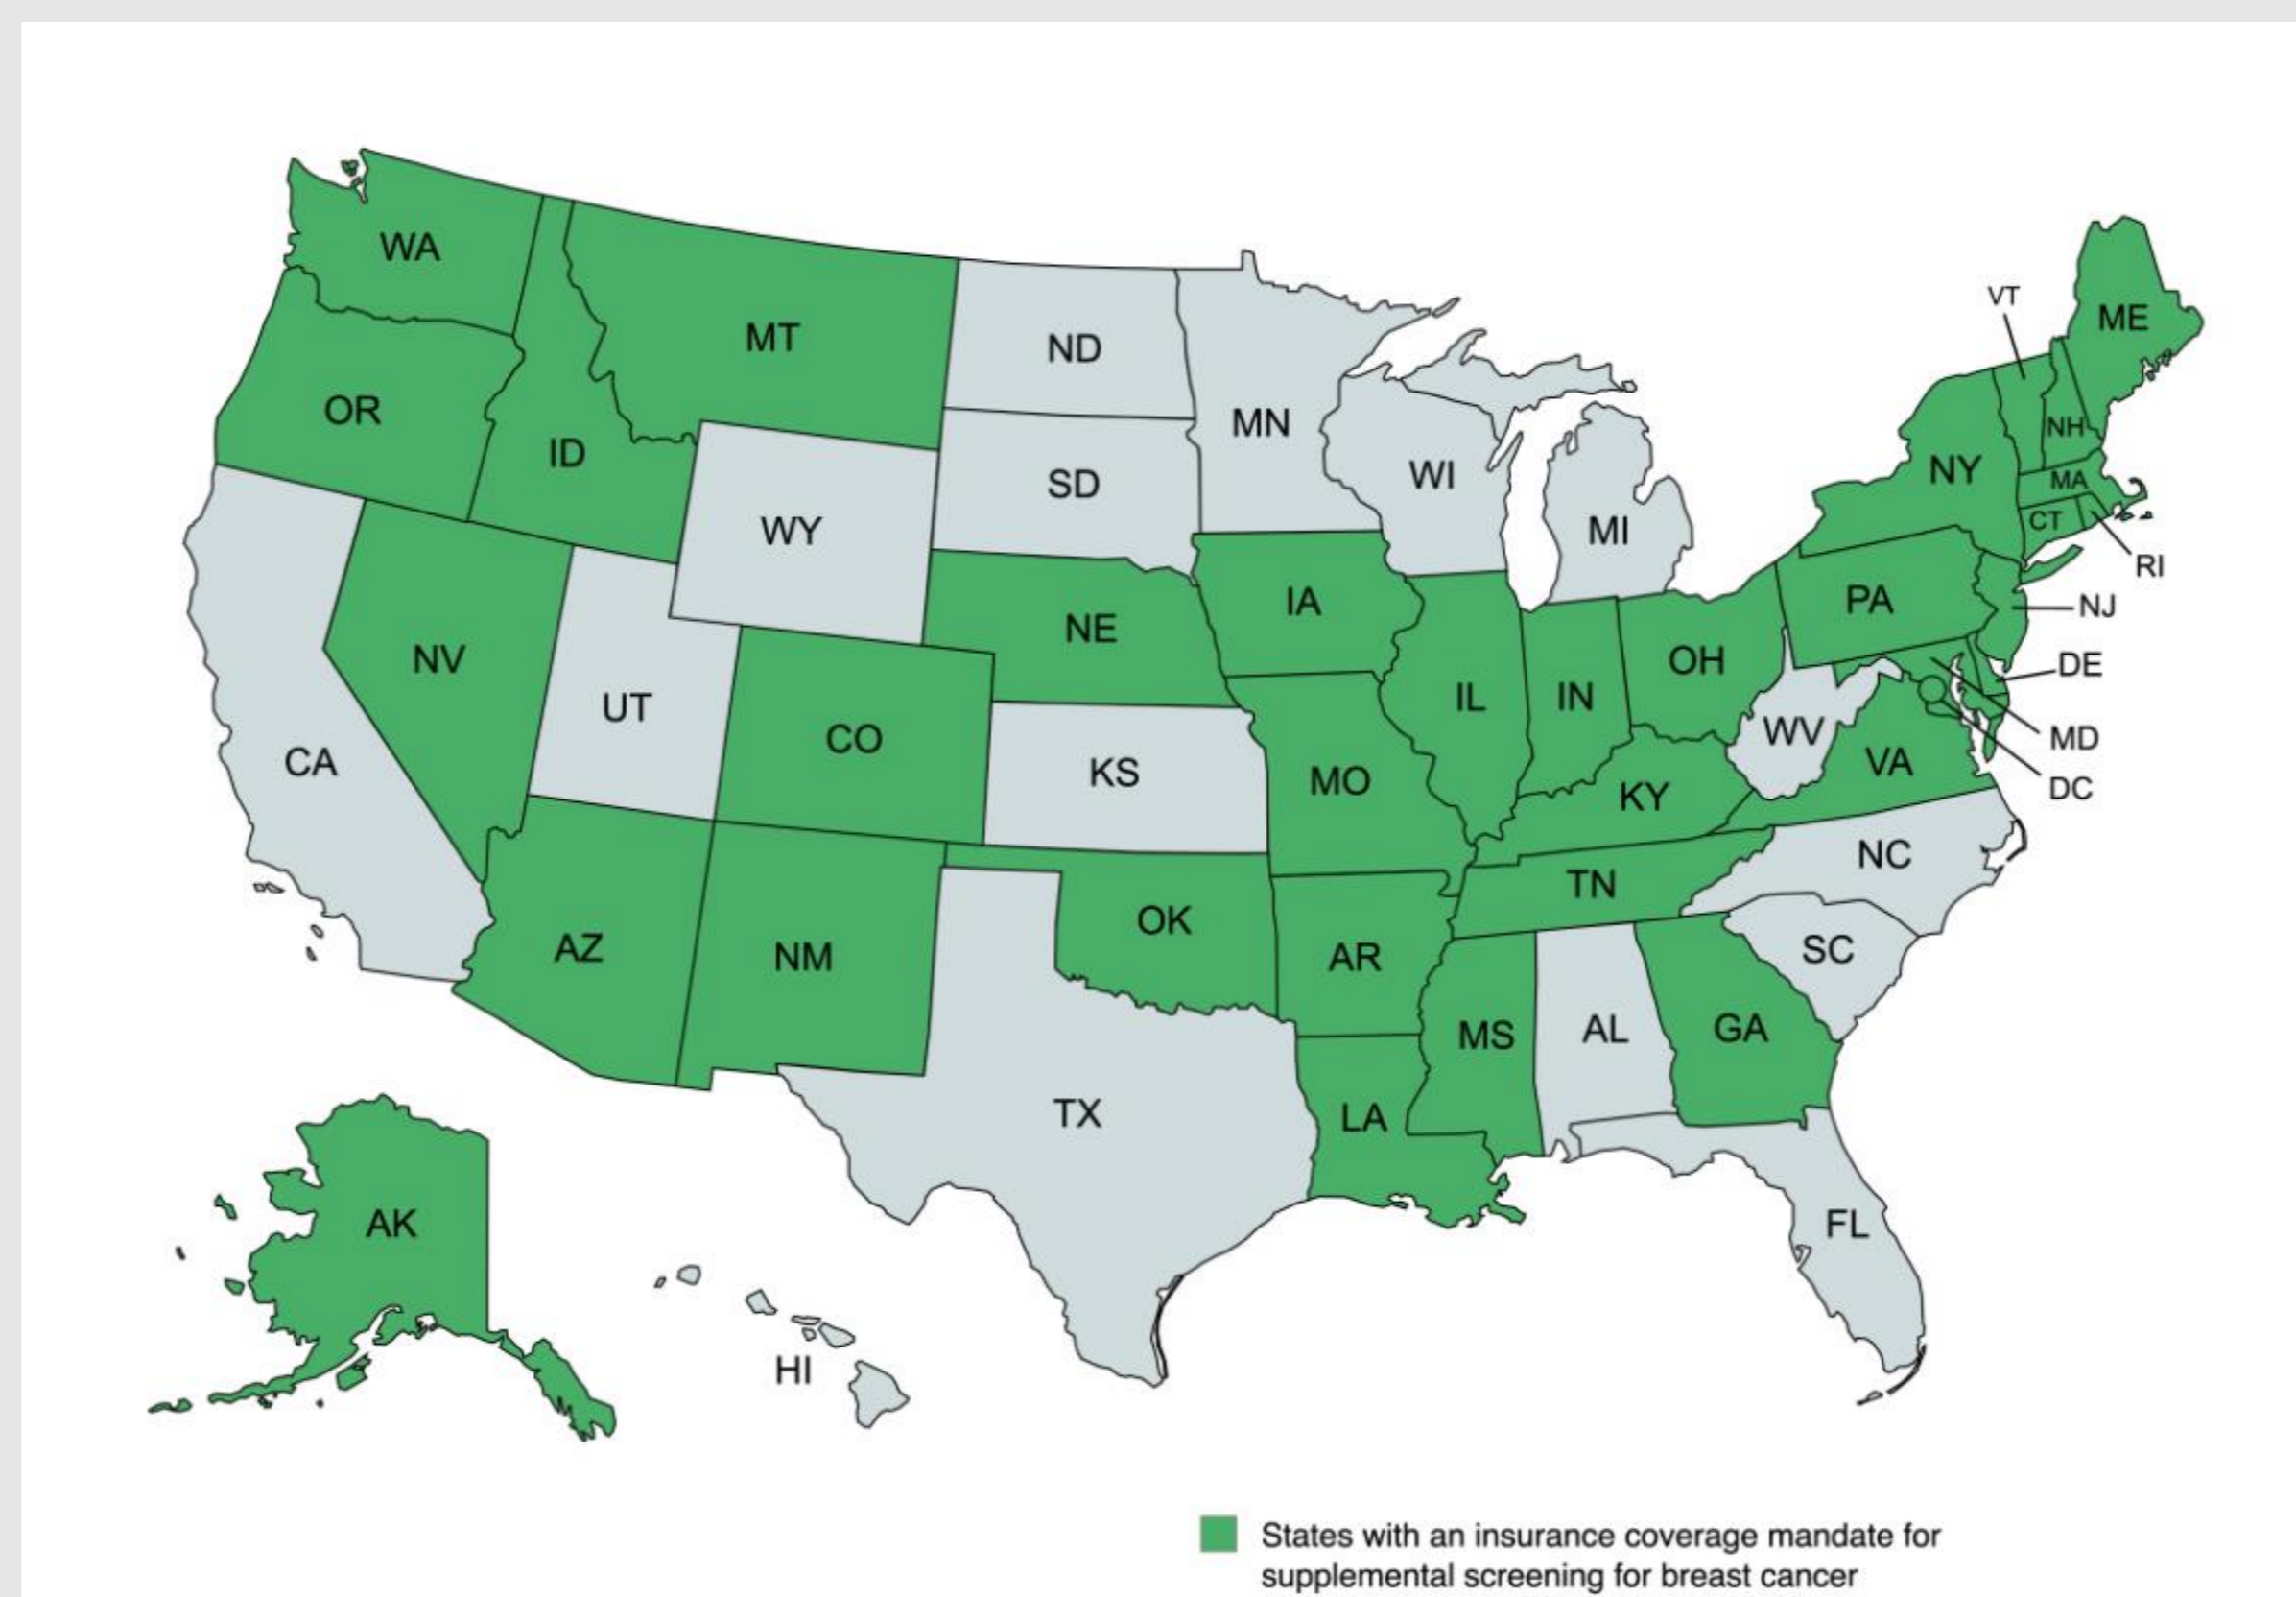 WA
MT
ND
MN
VT
ME
OR
ID
WY
SD
WI
MI
NY
NH
MA
CT
RI
NV
UT
CO
NE
IA
IL
IN
OH
PA
NJ
DE
MD
DC
CA
KS
MO
KY
WV
VA
NC
AZ
NM
OK
AR
TN
SC
MS
AL
GA
TX
LA
AK
HI
FL
States with an insurance coverage mandate for
supplemental screening for breast cancer